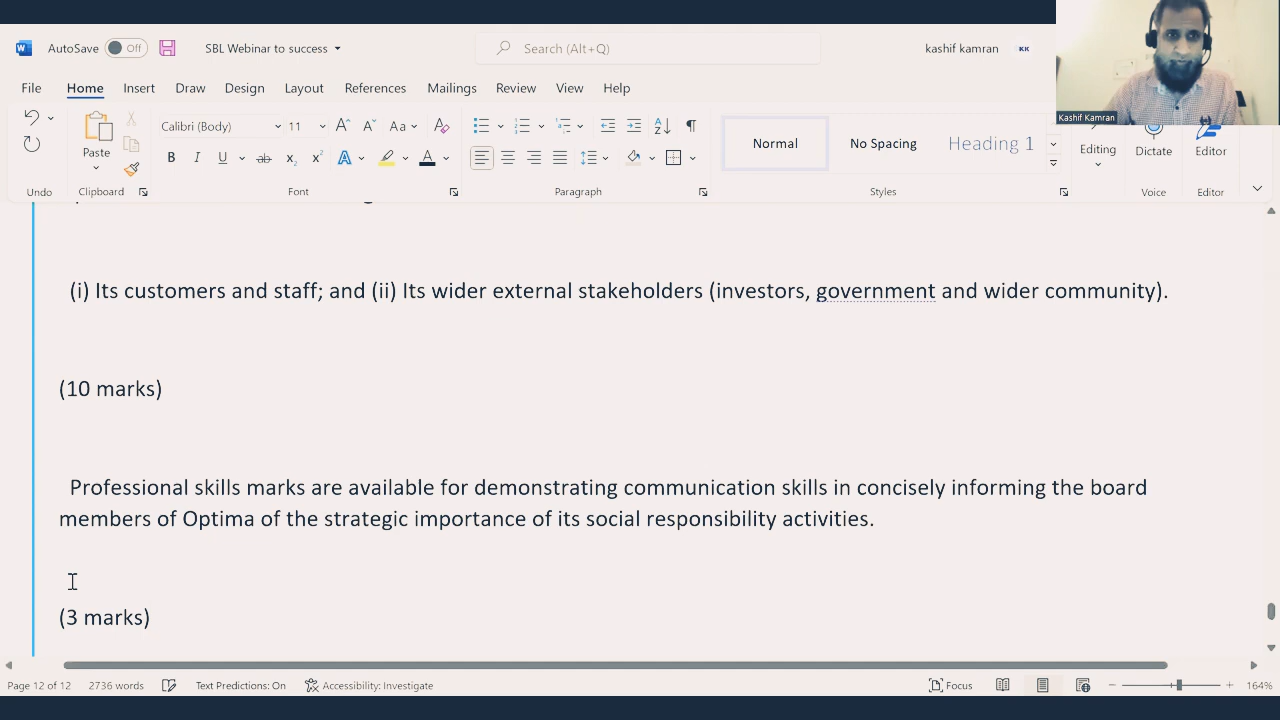 AutoSave Off SBL Webinar to success Search (Alt+Q) kashif kamran KK
File Home Insert Draw Design Layout References Mailings Review View Help
Kashif Kamran
Paste Calibri (Body) 11 Aa Normal No Spacing Heading 1 Editing Dictate Editor
B I U ab x₂ x² A A
Undo Clipboard Font Paragraph Styles Voice Editor
(i) Its customers and staff; and (ii) Its wider external stakeholders (investors, government and wider community).
(10 marks)
Professional skills marks are available for demonstrating communication skills in concisely informing the board
members of Optima of the strategic importance of its social responsibility activities.
(3 marks)
Page 12 of 12 2736 words Text Predictions: On Accessibility: Investigate Focus 164%